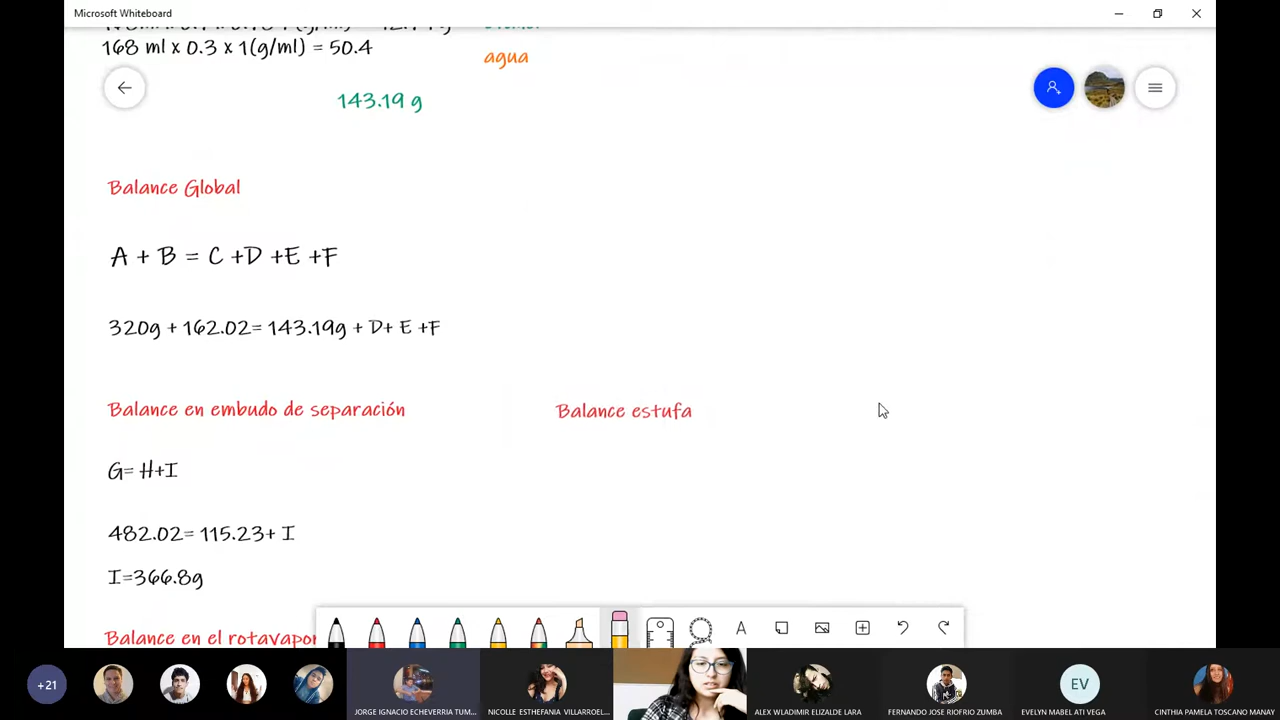 Microsoft Whiteboard
168 ml x 0.3 x 1(g/ml) = 50.4
agua
143.19 g
Balance Global
A + B = C +D +E +F
320g + 162.02= 143.19g + D+ E +F
Balance en embudo de separación
Balance estufa
G= H+I
482.02= 115.23+ I
I=366.8g
Balance en el rotavapor
A
+21
JORGE IGNACIO ECHEVERRIA TUM...
NICOLLE ESTHEFANIA VILLARROEL...
ALEX WLADIMIR ELIZALDE LARA
FERNANDO JOSE RIOFRIO ZUMBA
EV
EVELYN MABEL ATI VEGA
CINTHIA PAMELA TOSCANO MANAY